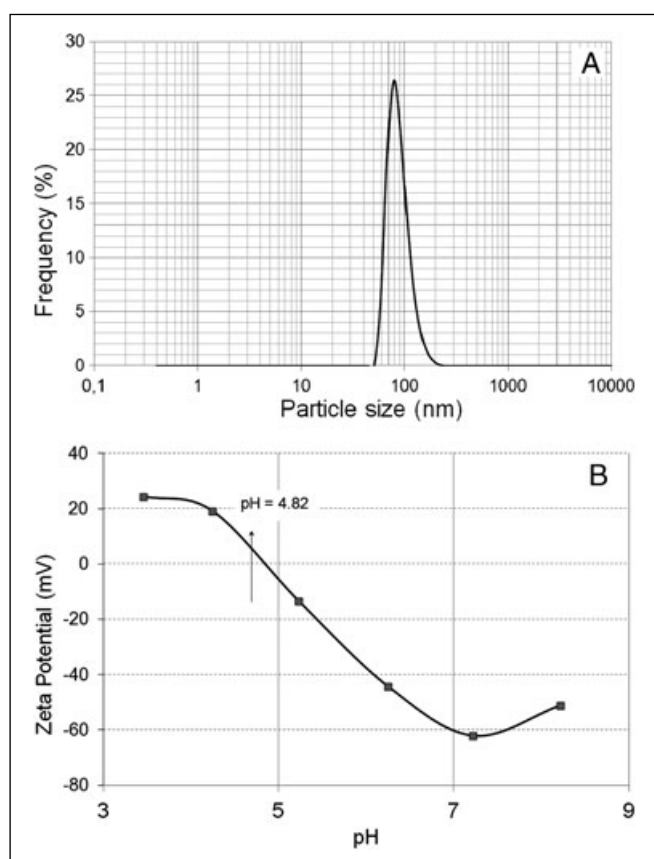 A
30
25
20
15
10
5
0
Frequency (%)
0,1 1 10 100 1000 10000
Particle size (nm)
B
40
20
0
-20
-40
-60
-80
Zeta Potential (mV)
pH = 4.82
3 5 7 9
pH